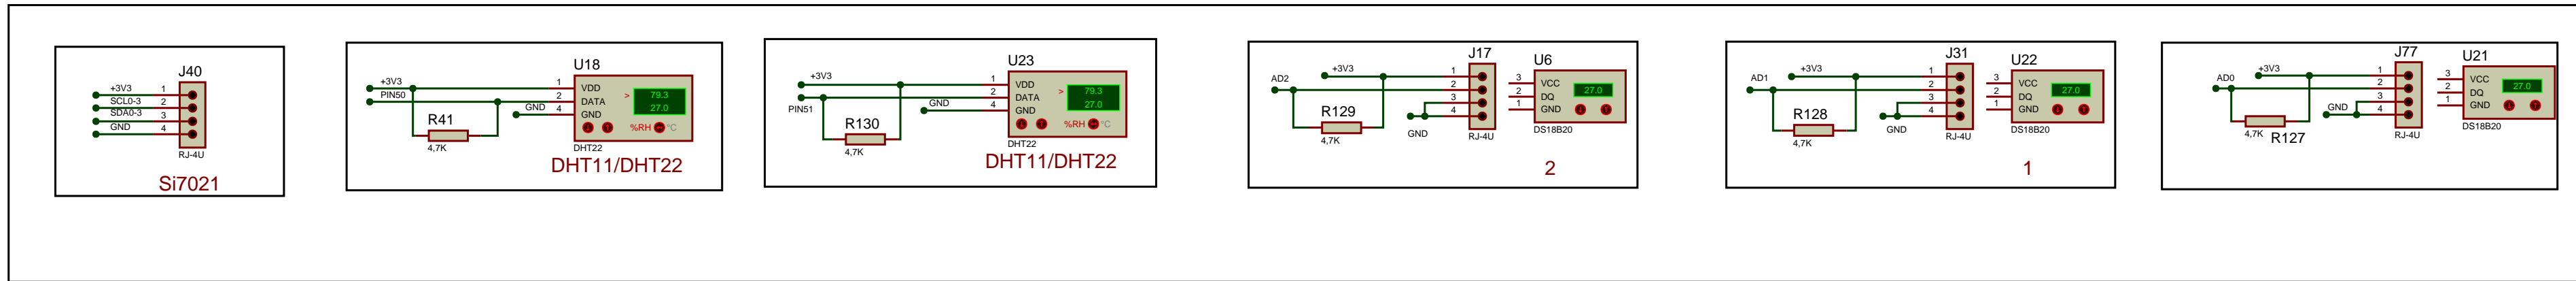 J40
+3V3 1
SCL0-3 2
SDA0-3 3
GND 4
RJ-4U
Si7021
U18
+3V3 1 VDD
PIN50 2 DATA
GND 4 GND
> 79.3
27.0
%RH °C
R41
4,7K
DHT22
DHT11/DHT22
U23
+3V3 1 VDD
2 DATA
PIN51 GND 4 GND
> 79.3
27.0
%RH °C
R130
4,7K
DHT22
DHT11/DHT22
J17
+3V3 1
AD2 2
3
4
GND
R129
4,7K
RJ-4U
U6
3 VCC
2 DQ
1 GND
27.0
DS18B20
2
J31
+3V3 1
AD1 2
3
4
GND
R128
4,7K
RJ-4U
U22
3 VCC
2 DQ
1 GND
27.0
DS18B20
1
J77
+3V3 1
AD0 2
3
GND 4
4,7K
R127
RJ-4U
U21
3 VCC
2 DQ
1 GND
27.0
DS18B20